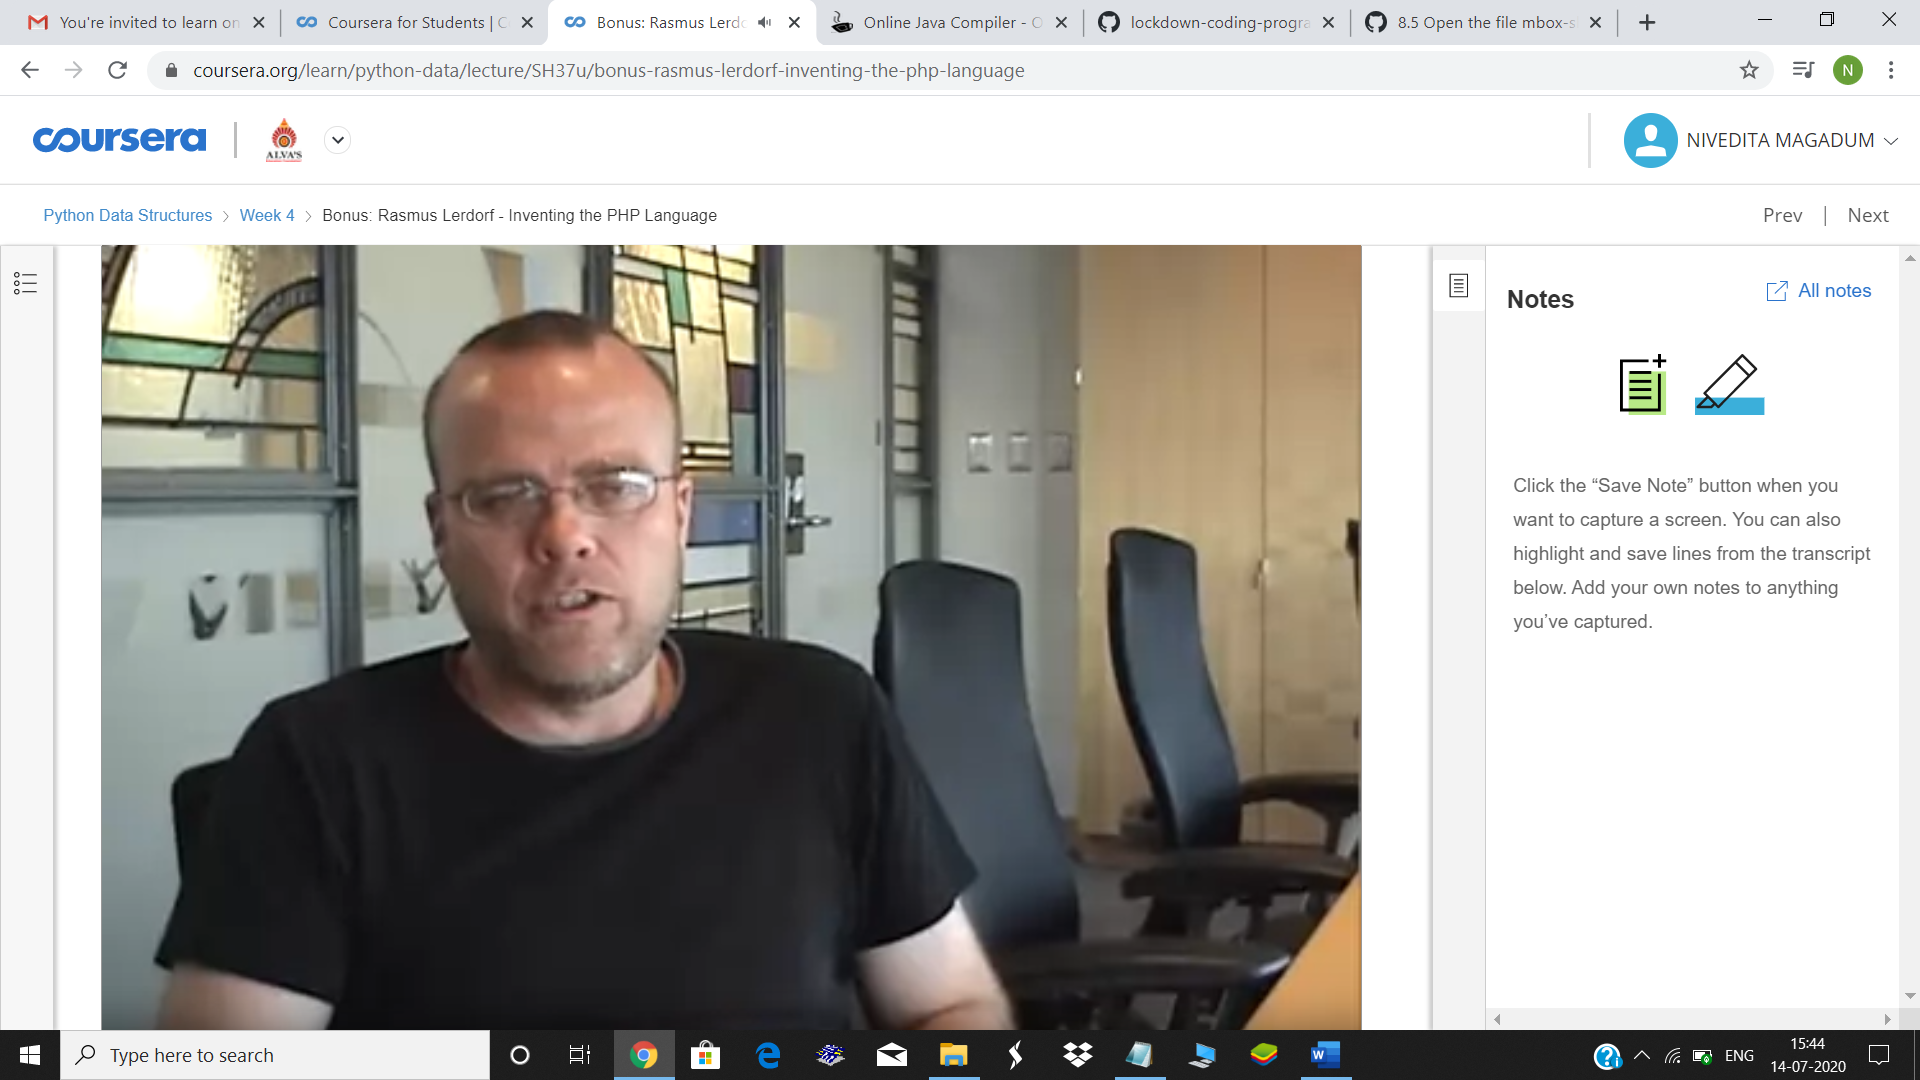 You're invited to learn on
Coursera for Students | C
Bonus: Rasmus Lerdo
Online Java Compiler - O
lockdown-coding-progra
8.5 Open the file mbox-s
coursera.org/learn/python-data/lecture/SH37u/bonus-rasmus-lerdorf-inventing-the-php-language
N
coursera
ALVA'S
NIVEDITA MAGADUM
Python Data Structures
Week 4
Bonus: Rasmus Lerdorf - Inventing the PHP Language
Prev | Next
Notes
All notes
Click the “Save Note” button when you
want to capture a screen. You can also
highlight and save lines from the transcript
below. Add your own notes to anything
you’ve captured.
Type here to search
ENG
15:44
14-07-2020